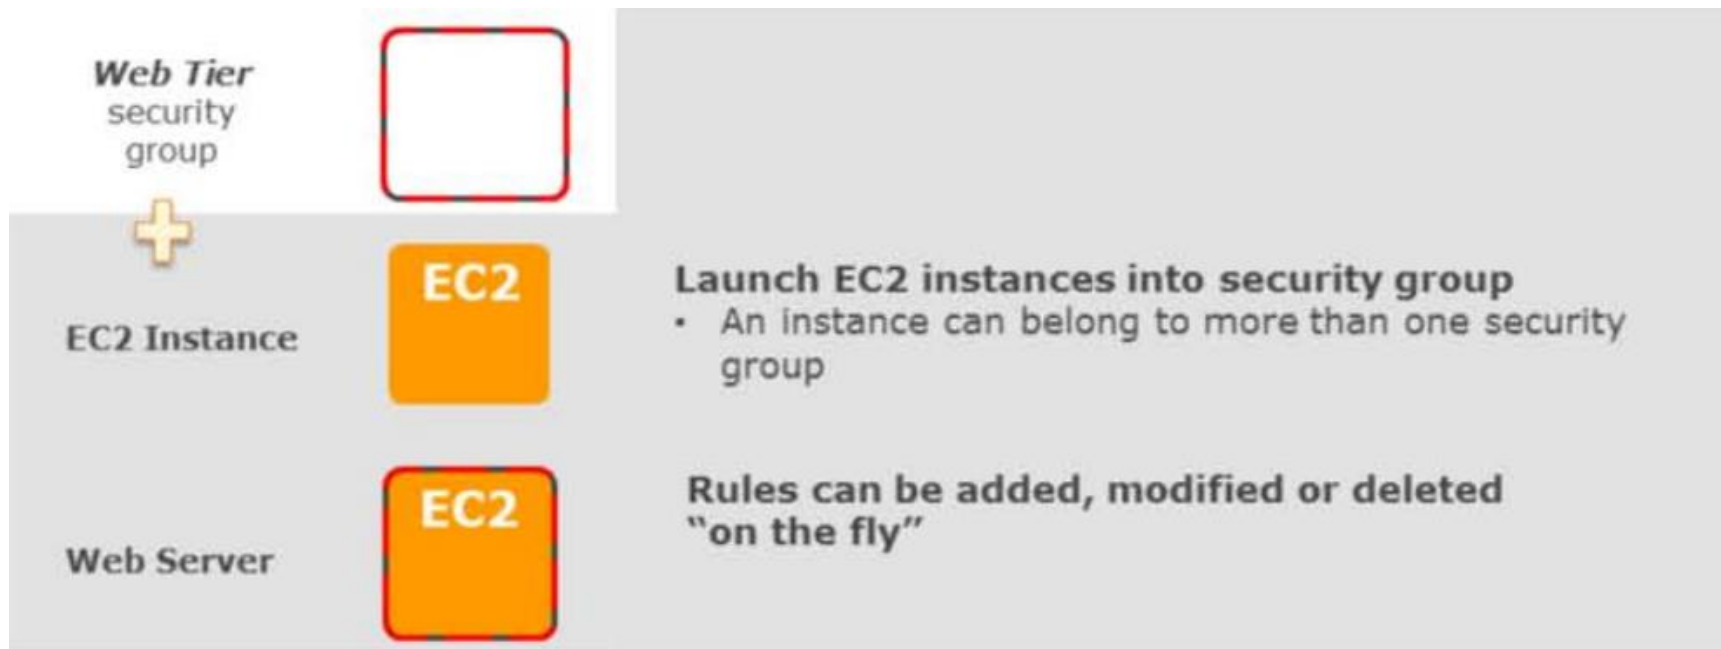 Web Tier
security
group
EC2
EC2 Instance
Launch EC2 instances into security group
• An instance can belong to more than one security
group
EC2
Web Server
Rules can be added, modified or deleted
“on the fly”